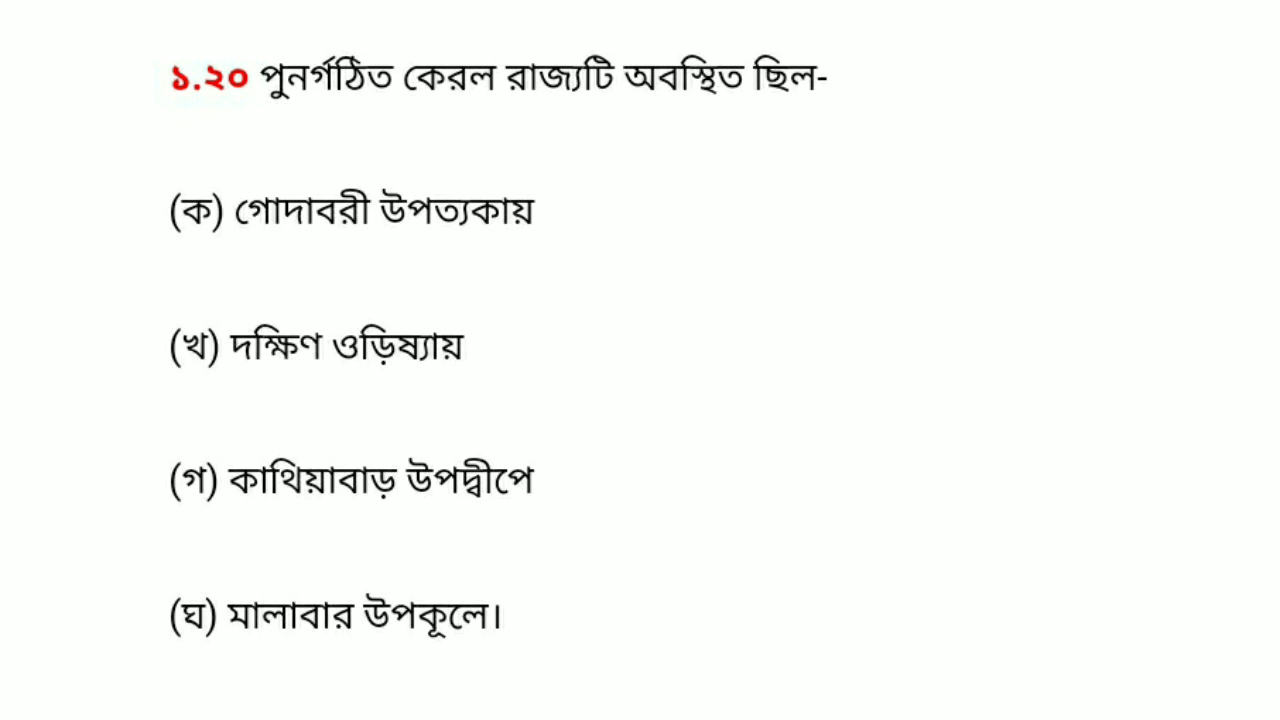 ১.২০ পুনর্গঠিত কেরল রাজ্যটি অবস্থিত ছিল-
(ক) গোদাবরী উপত্যকায়
(খ) দক্ষিণ ওড়িষ্যায়
(গ) কাথিয়াবাড় উপদ্বীপে
(ঘ) মালাবার উপকূলে।